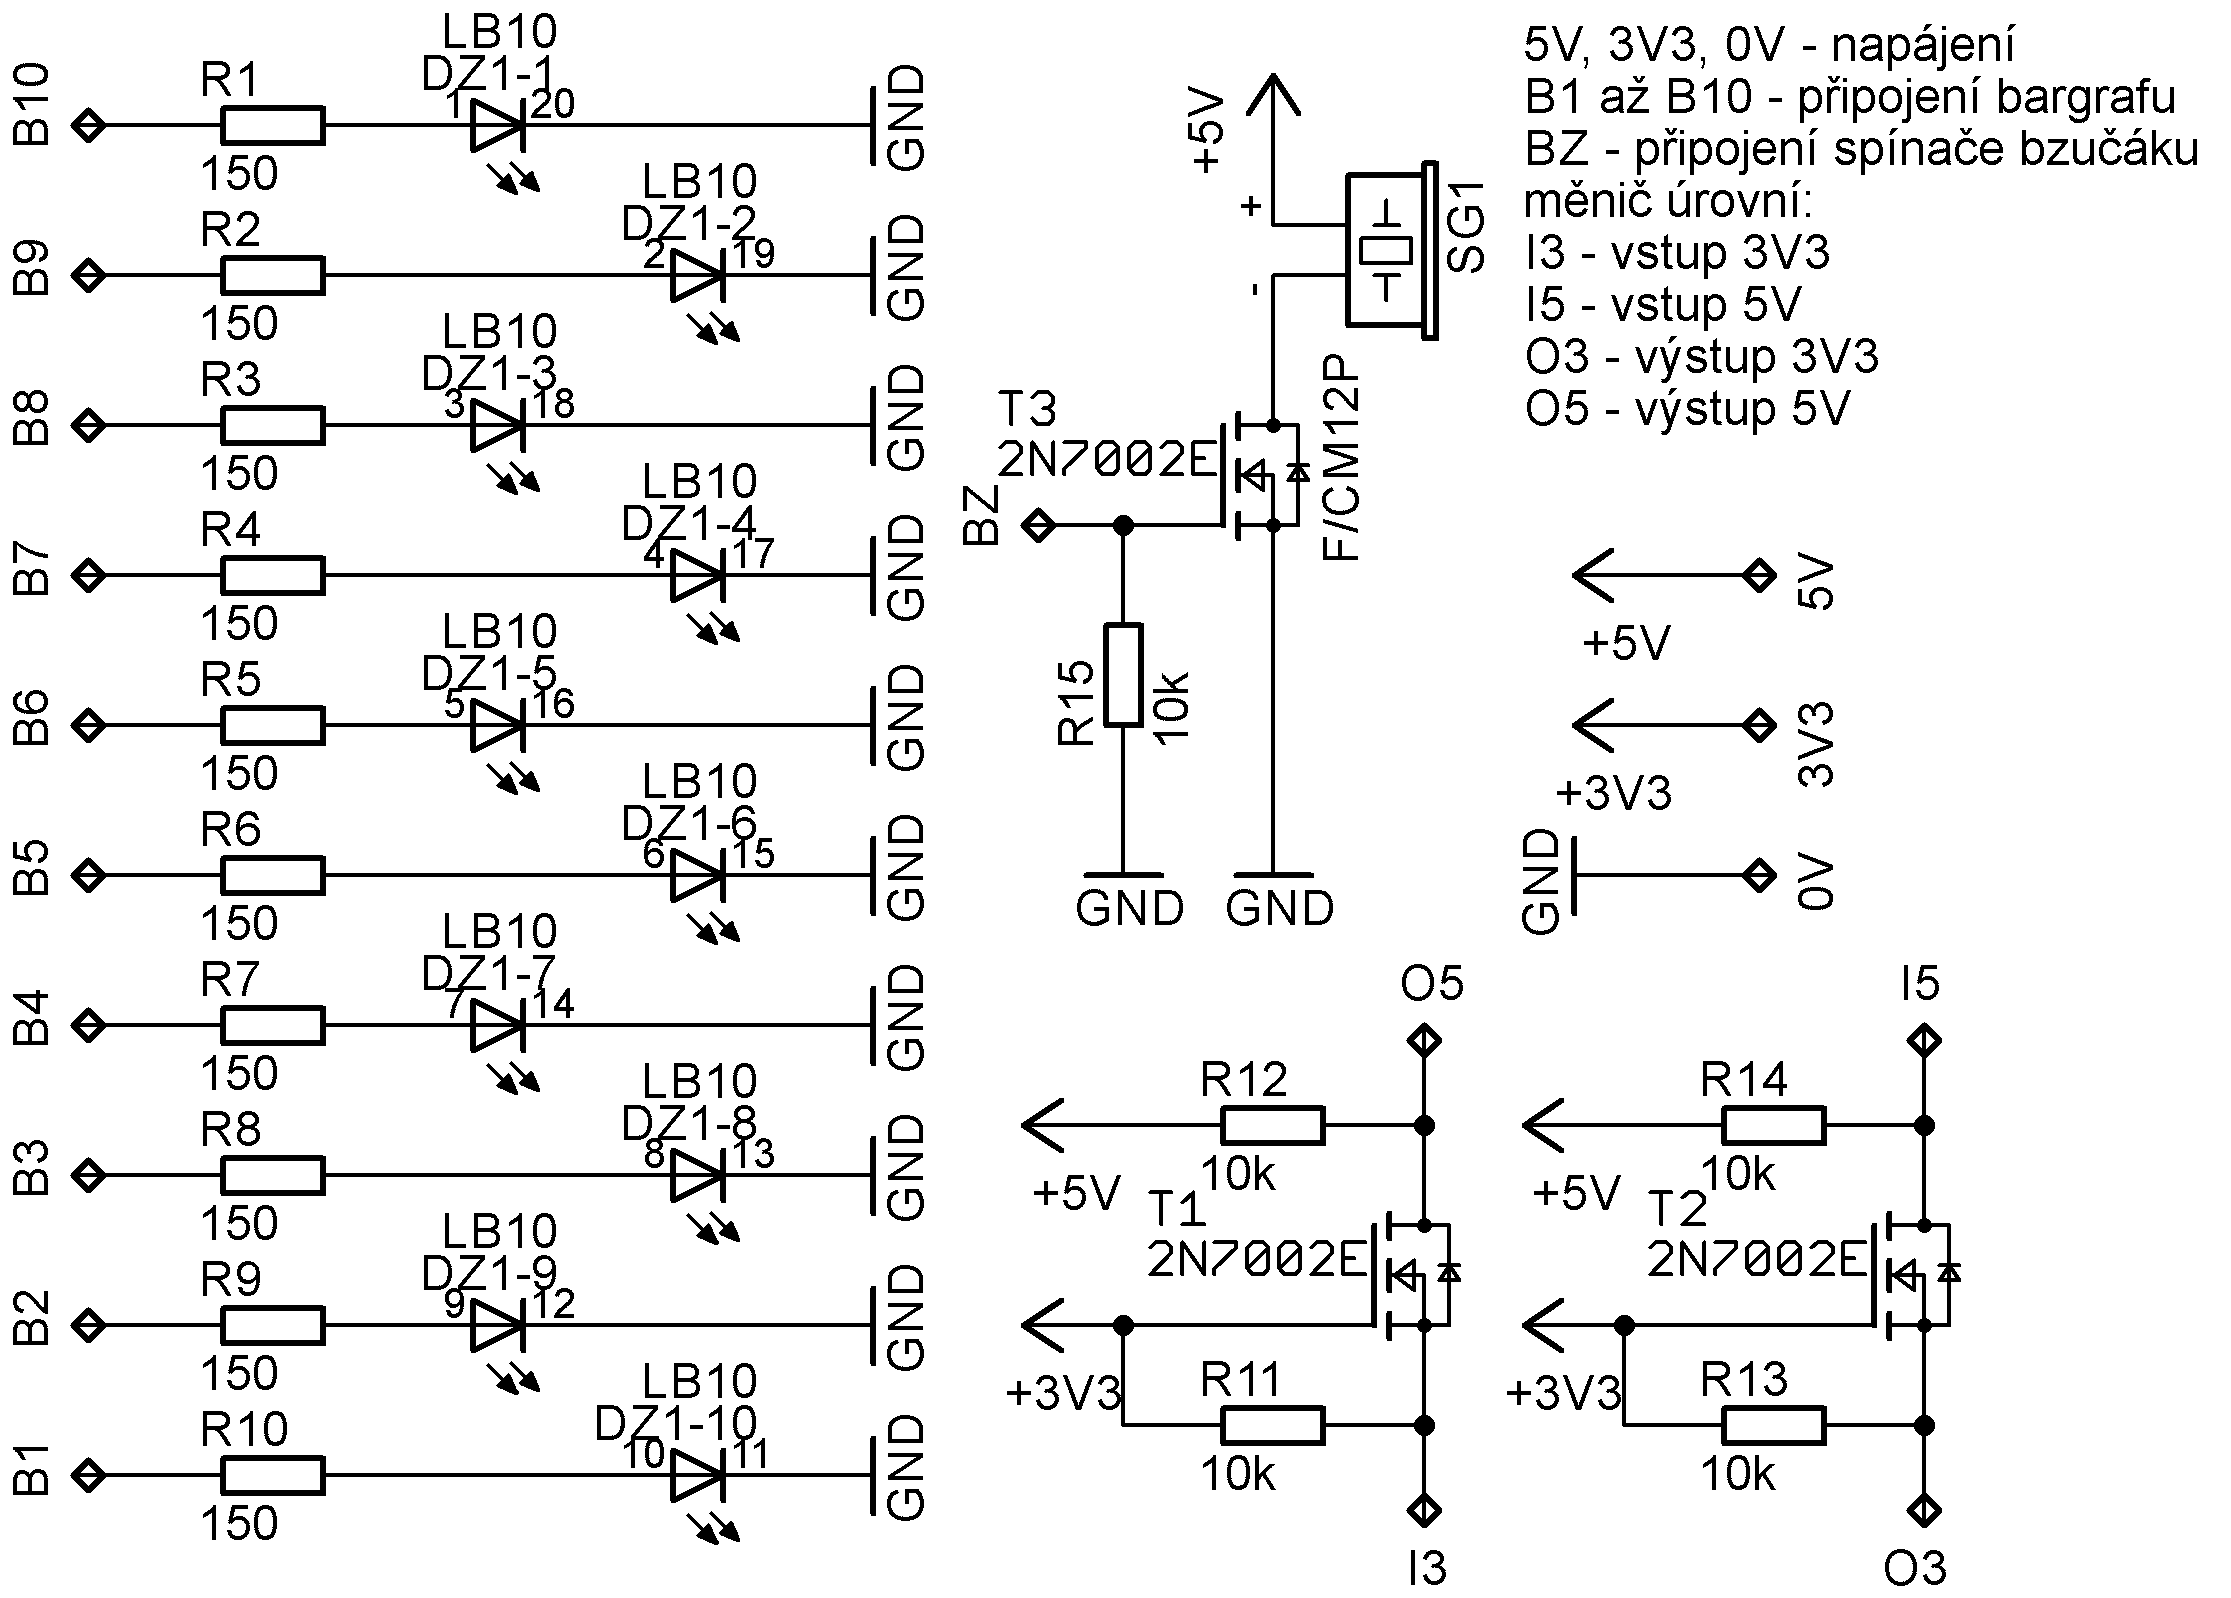 LB10
DZ1-1
B10
R1
1
20
150
GND
LB10
DZ1-2
B9
R2
2
19
150
GND
LB10
DZ1-3
B8
R3
3
18
150
GND
LB10
DZ1-4
B7
R4
4
17
150
GND
LB10
DZ1-5
B6
R5
5
16
150
GND
LB10
DZ1-6
B5
R6
6
15
150
GND
LB10
DZ1-7
B4
R7
7
14
150
GND
LB10
DZ1-8
B3
R8
8
13
150
GND
LB10
DZ1-9
B2
R9
9
12
150
GND
LB10
DZ1-10
B1
R10
10
11
150
GND
+5V
+
-
SG1
F/CM12P
T3
2N7002E
BZ
R15
10k
GND
GND
5V, 3V3, 0V - napájení
B1 až B10 - připojení bargrafu
BZ - připojení spínače bzučáku
měnič úrovní:
I3 - vstup 3V3
I5 - vstup 5V
O3 - výstup 3V3
O5 - výstup 5V
+5V
5V
+3V3
3V3
GND
0V
O5
R12
10k
+5V
T1
2N7002E
+3V3
R11
10k
I3
I5
R14
10k
+5V
T2
2N7002E
+3V3
R13
10k
O3